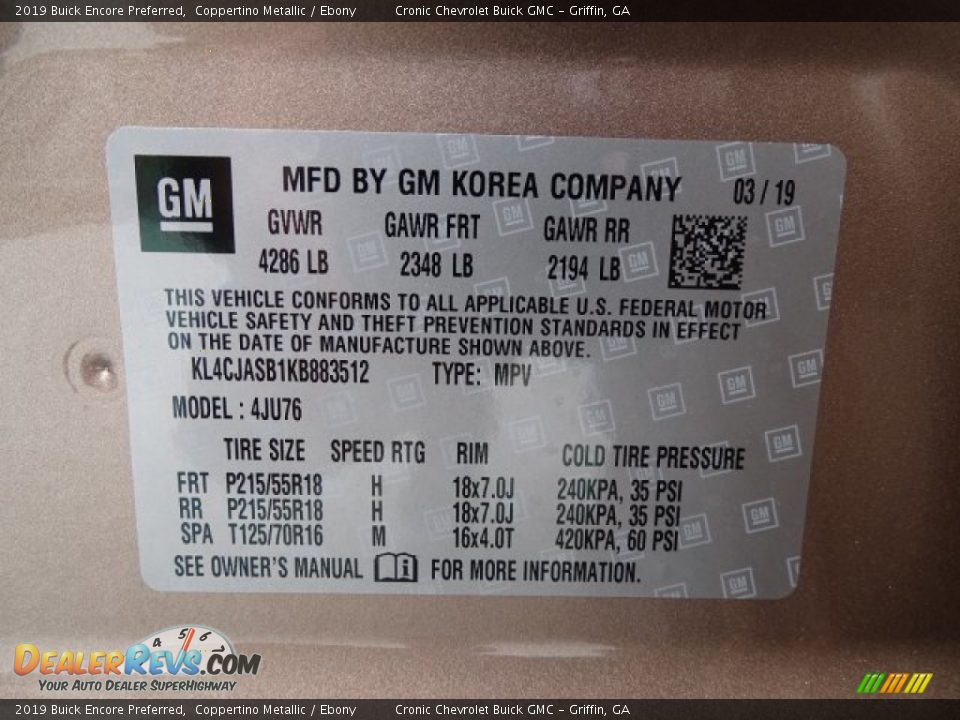 2019 Buick Encore Preferred, Coppertino Metallic / Ebony Cronic Chevrolet Buick GMC - Griffin, GA
GM MFD BY GM KOREA COMPANY 03 / 19
GVWR GAWR FRT GAWR RR
4286 LB 2348 LB 2194 LB
THIS VEHICLE CONFORMS TO ALL APPLICABLE U.S. FEDERAL MOTOR
VEHICLE SAFETY AND THEFT PREVENTION STANDARDS IN EFFECT
ON THE DATE OF MANUFACTURE SHOWN ABOVE.
KL4CJASB1KB883512 TYPE: MPV
MODEL : 4JU76
TIRE SIZE SPEED RTG RIM COLD TIRE PRESSURE
FRT P215/55R18 H 18x7.0J 240KPA, 35 PSI
RR P215/55R18 H 18x7.0J 240KPA, 35 PSI
SPA T125/70R16 M 16x4.0T 420KPA, 60 PSI
SEE OWNER'S MANUAL i FOR MORE INFORMATION.
4 5 6
DealerRevs.com
Your Auto Dealer SuperHighway
2019 Buick Encore Preferred, Coppertino Metallic / Ebony Cronic Chevrolet Buick GMC - Griffin, GA